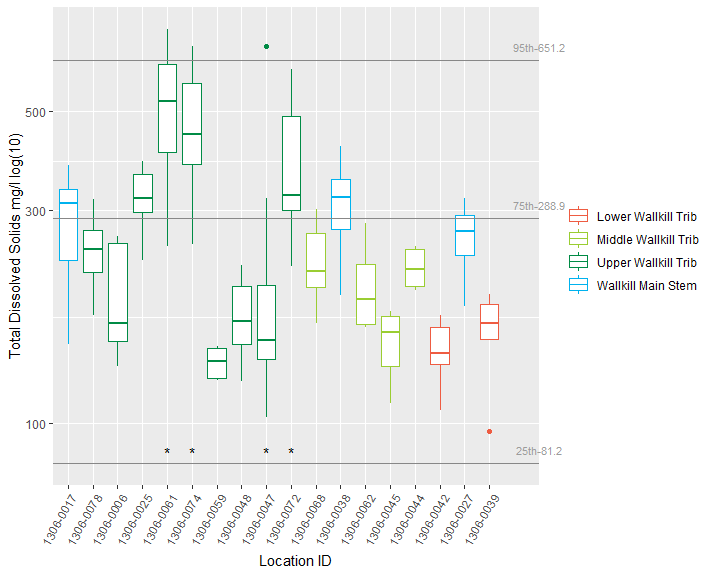 Total Dissolved Solids mg/l log(10)
500
300
100
95th-651.2
75th-288.9
25th-81.2
* * * *
1306-0017
1306-0078
1306-0006
1306-0025
1306-0061
1306-0074
1306-0059
1306-0048
1306-0047
1306-0072
1306-0068
1306-0038
1306-0062
1306-0045
1306-0044
1306-0042
1306-0027
1306-0039
Location ID
Lower Wallkill Trib
Middle Wallkill Trib
Upper Wallkill Trib
Wallkill Main Stem